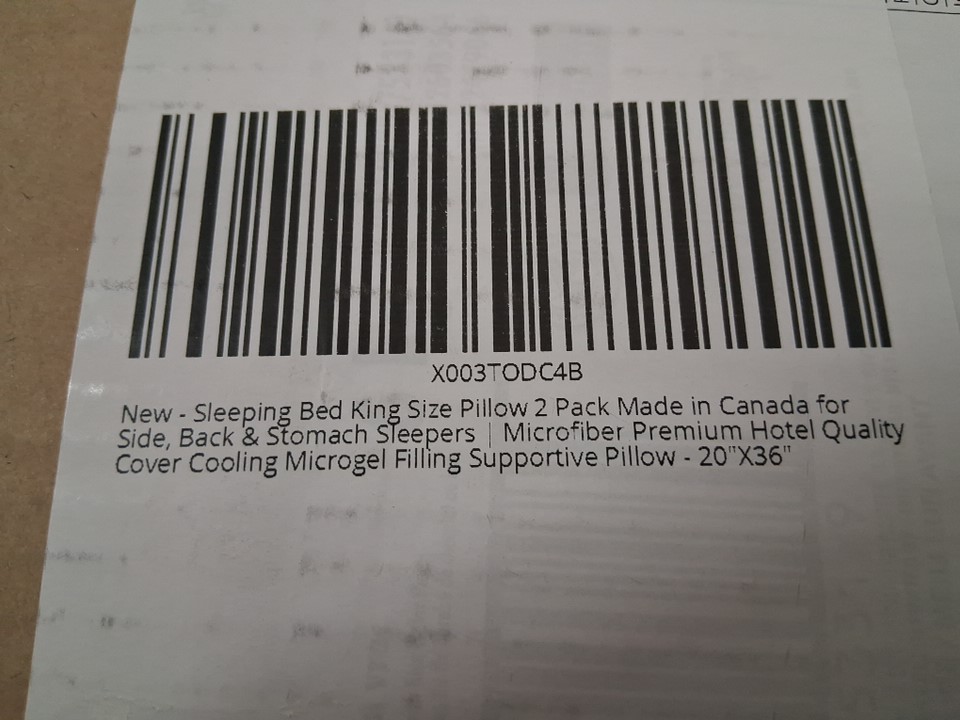 X003TODC4B
New - Sleeping Bed King Size Pillow 2 Pack Made in Canada for
Side, Back & Stomach Sleepers | Microfiber Premium Hotel Quality
Cover Cooling Microgel Filling Supportive Pillow - 20"X36"